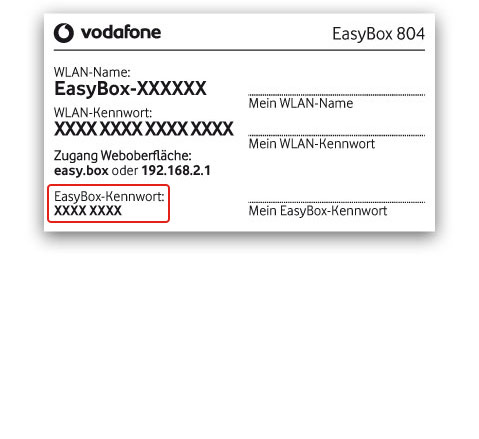 vodafone EasyBox 804
WLAN-Name:
EasyBox-XXXXXX
Mein WLAN-Name
WLAN-Kennwort:
XXXX XXXX XXXX XXXX
Mein WLAN-Kennwort
Zugang Weboberfläche:
easy.box oder 192.168.2.1
EasyBox-Kennwort:
XXXX XXXX
Mein EasyBox-Kennwort